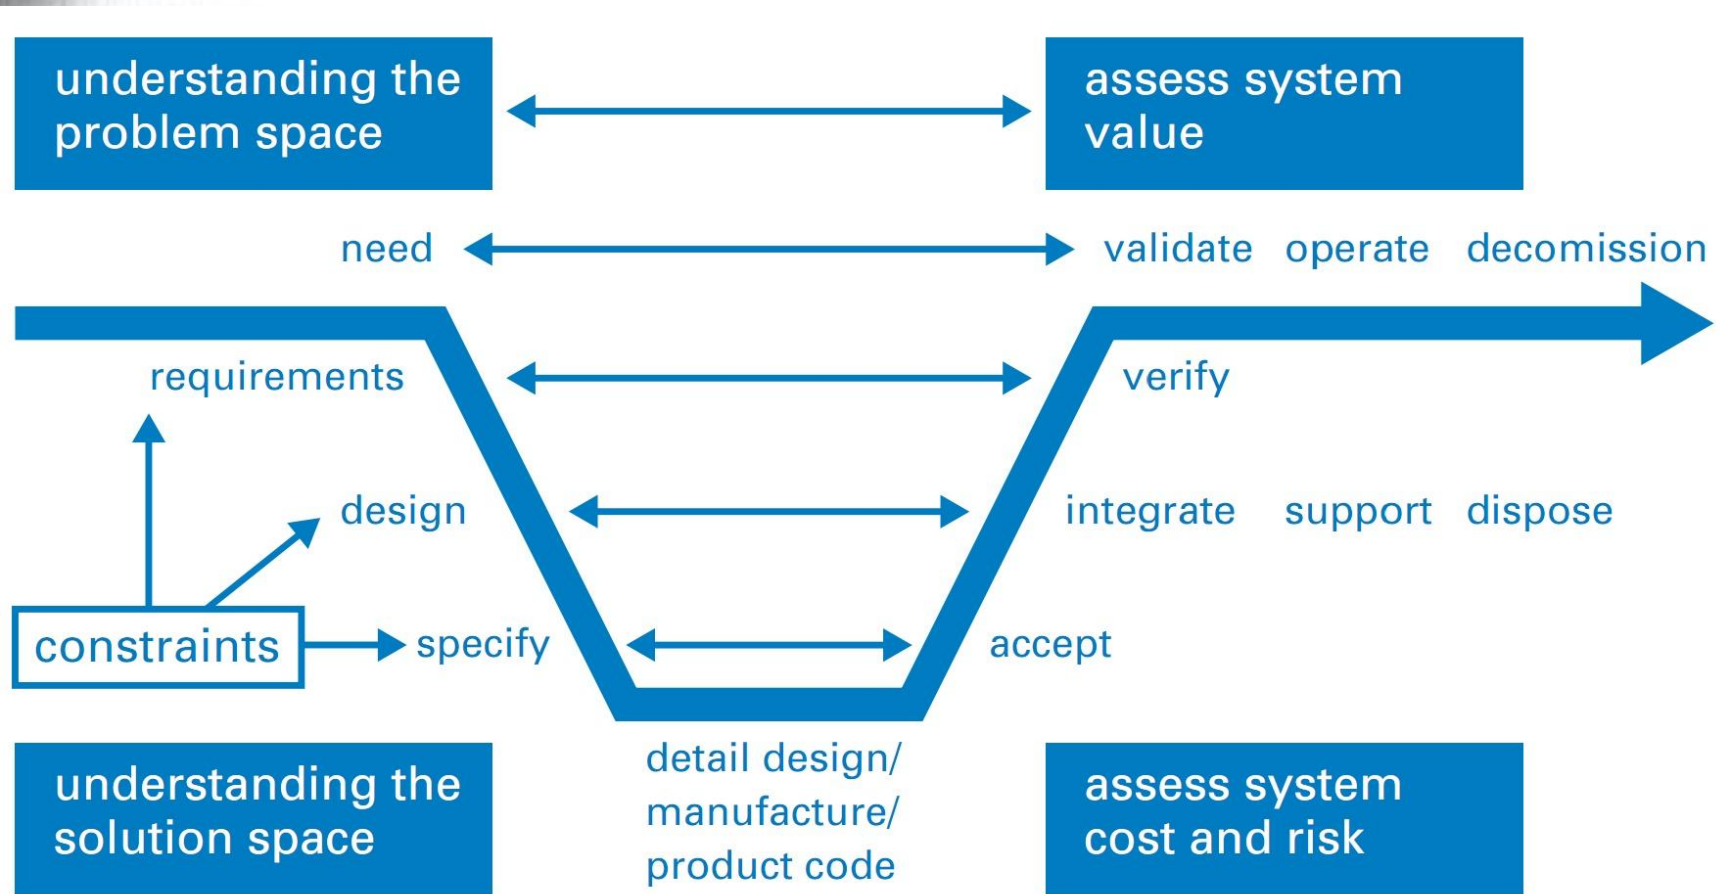 understanding the
problem space
assess system
value
need
validate operate decomission
requirements
verify
design
integrate support dispose
constraints
specify
accept
understanding the
solution space
detail design/
manufacture/
product code
assess system
cost and risk